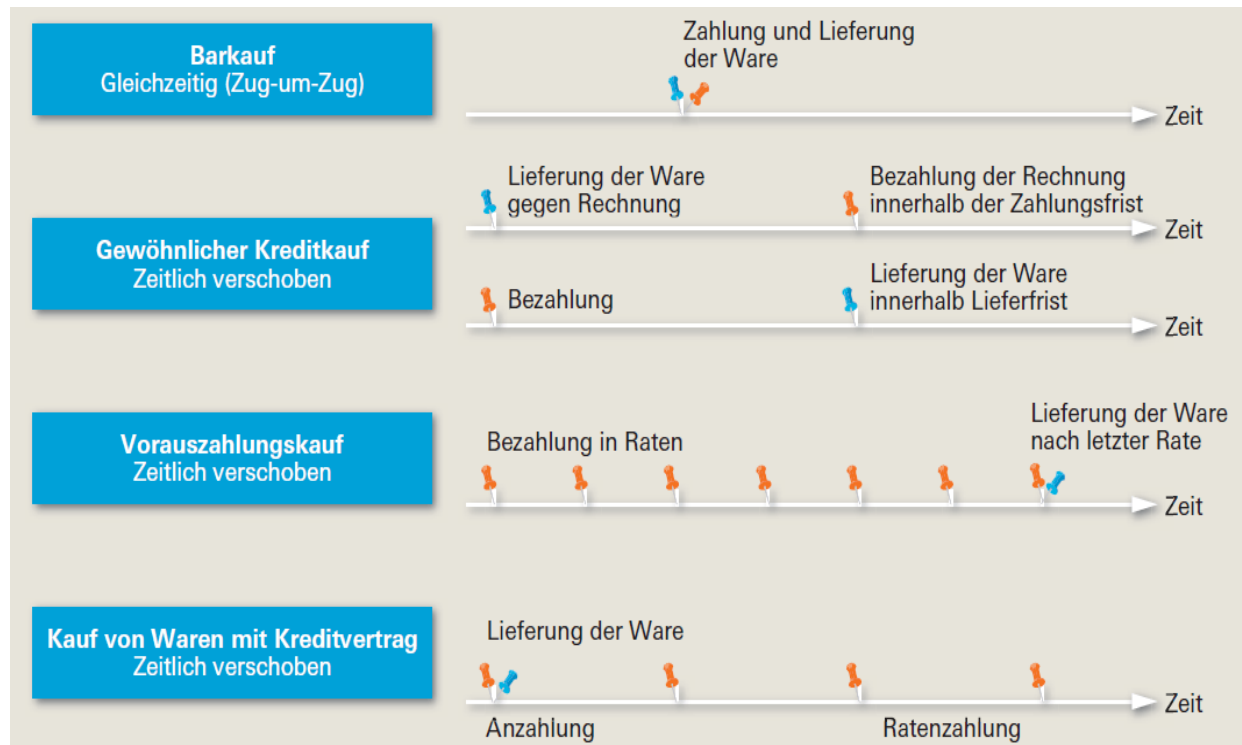 Barkauf
Gleichzeitig (Zug-um-Zug)
Zahlung und Lieferung
der Ware
Zeit
Gewöhnlicher Kreditkauf
Zeitlich verschoben
Lieferung der Ware
gegen Rechnung
Bezahlung der Rechnung
innerhalb der Zahlungsfrist
Zeit
Bezahlung
Lieferung der Ware
innerhalb Lieferfrist
Zeit
Vorauszahlungskauf
Zeitlich verschoben
Bezahlung in Raten
Lieferung der Ware
nach letzter Rate
Zeit
Kauf von Waren mit Kreditvertrag
Zeitlich verschoben
Lieferung der Ware
Zeit
Anzahlung
Ratenzahlung